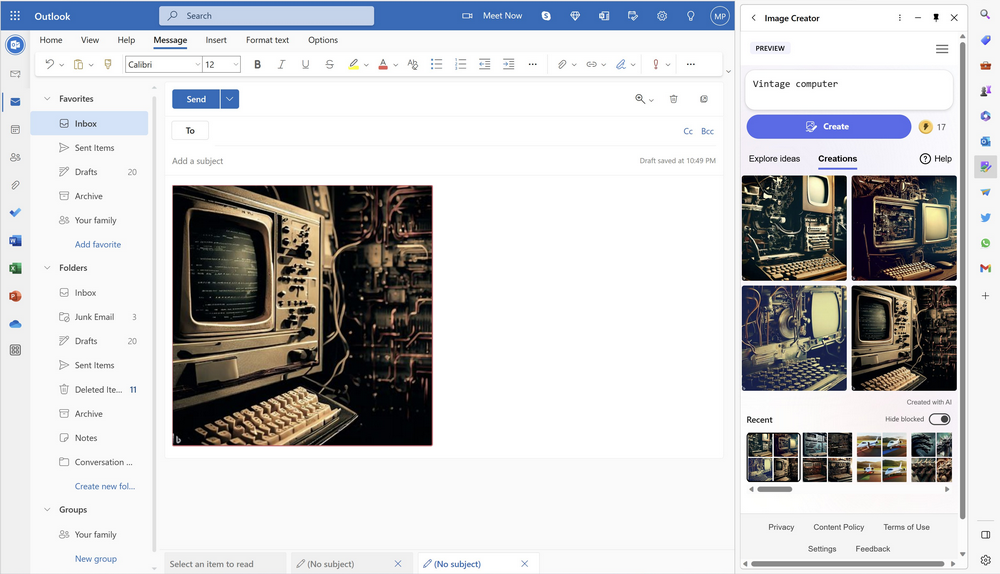 Outlook
Search
Meet Now
MP
Home View Help Message Insert Format text Options
Calibri 12 B I U S
Favorites
Inbox
Sent Items
Drafts 20
Archive
Your family
Add favorite
Folders
Inbox
Junk Email 3
Drafts 20
Sent Items
Deleted Ite... 11
Archive
Notes
Conversation ...
Create new fol...
Groups
Your family
New group
Send
To
Cc Bcc
Add a subject
Draft saved at 10:49 PM
Select an item to read
(No subject)
(No subject)
Image Creator
PREVIEW
Vintage computer
Create
17
Explore ideas Creations Help
Created with AI
Recent
Hide blocked
Privacy Content Policy Terms of Use
Settings Feedback